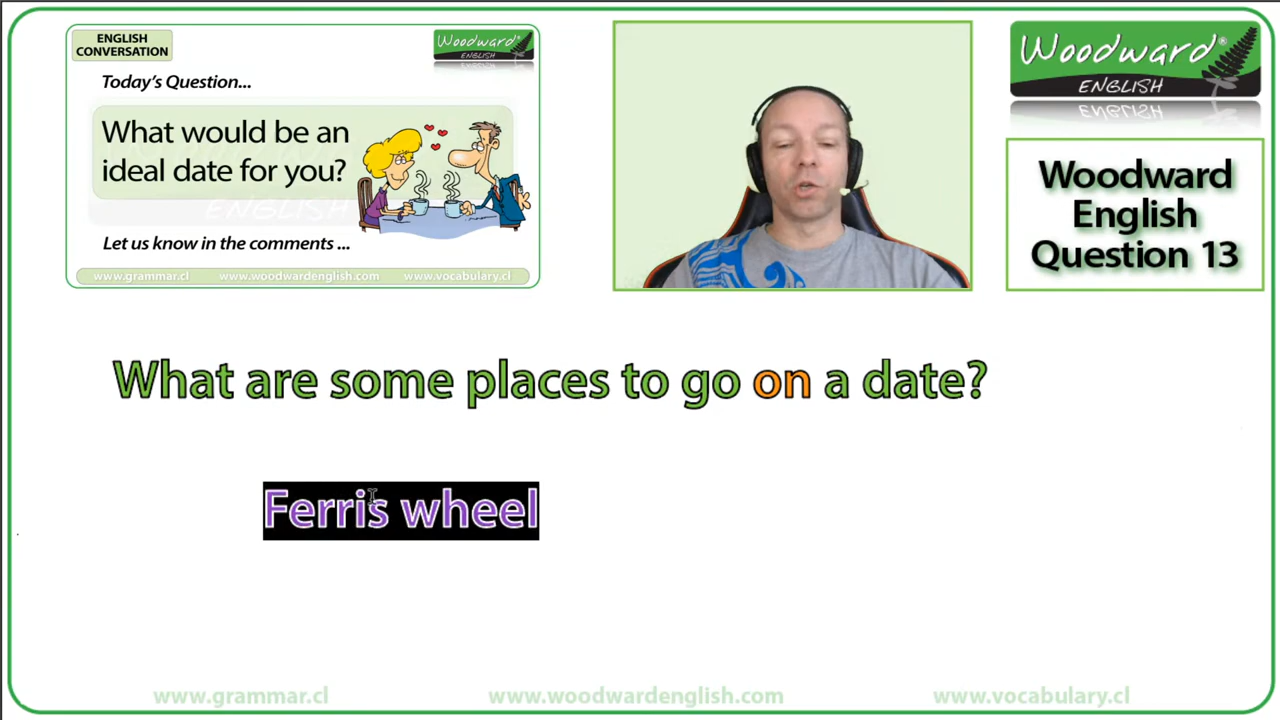 ENGLISH
CONVERSATION
Woodward
ENGLISH
Today's Question...
What would be an
ideal date for you?
Let us know in the comments ...
www.grammar.cl www.woodwardenglish.com www.vocabulary.cl
Woodward®
ENGLISH
Woodward
English
Question 13
What are some places to go on a date?
Ferris wheel
www.grammar.cl www.woodwardenglish.com www.vocabulary.cl